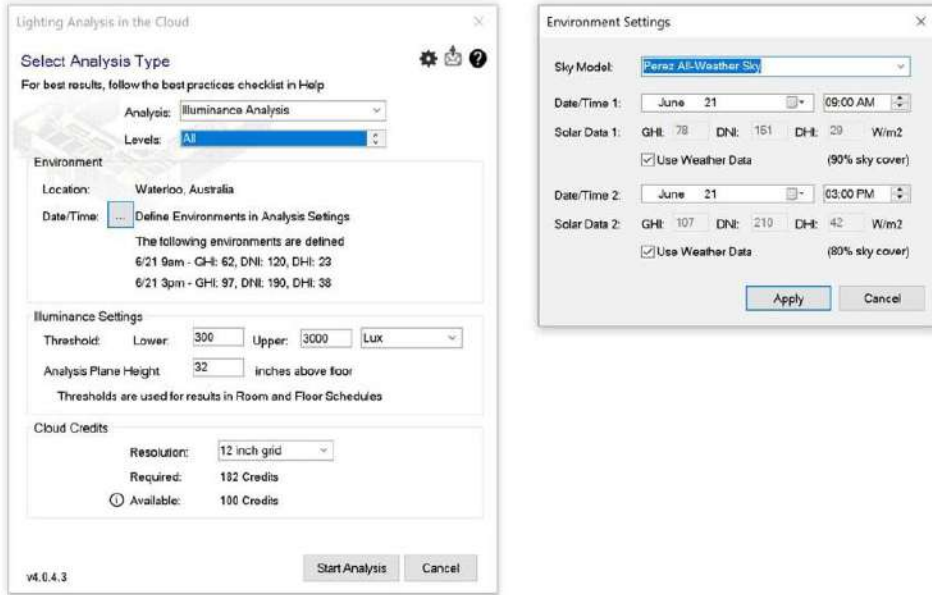 Lighting Analysis in the Cloud
Select Analysis Type
For best results, follow the best practices checklist in Help
Analysis: Illuminance Analysis
Levels: All
Environment
Location: Waterloo, Australia
Date/Time: ... Define Environments in Analysis Settings
The following environments are defined
6/21 9am - GHI: 62, DNI: 120, DHI: 23
6/21 3pm - GHI: 97, DNI: 190, DHI: 38
Illuminance Settings
Threshold: Lower: 300 Upper: 3000 Lux
Analysis Plane Height 32 inches above floor
Thresholds are used for results in Room and Floor Schedules
Cloud Credits
Resolution: 12 inch grid
Required: 182 Credits
Available: 100 Credits
v4.0.4.3
Start Analysis Cancel
Environment Settings
Sky Model: Perez All-Weather Sky
Date/Time 1: June 21 09:00 AM
Solar Data 1: GHI: 78 DNI: 151 DHI: 29 W/m2
Use Weather Data (90% sky cover)
Date/Time 2: June 21 03:00 PM
Solar Data 2: GHI: 107 DNI: 210 DHI: 42 W/m2
Use Weather Data (80% sky cover)
Apply Cancel